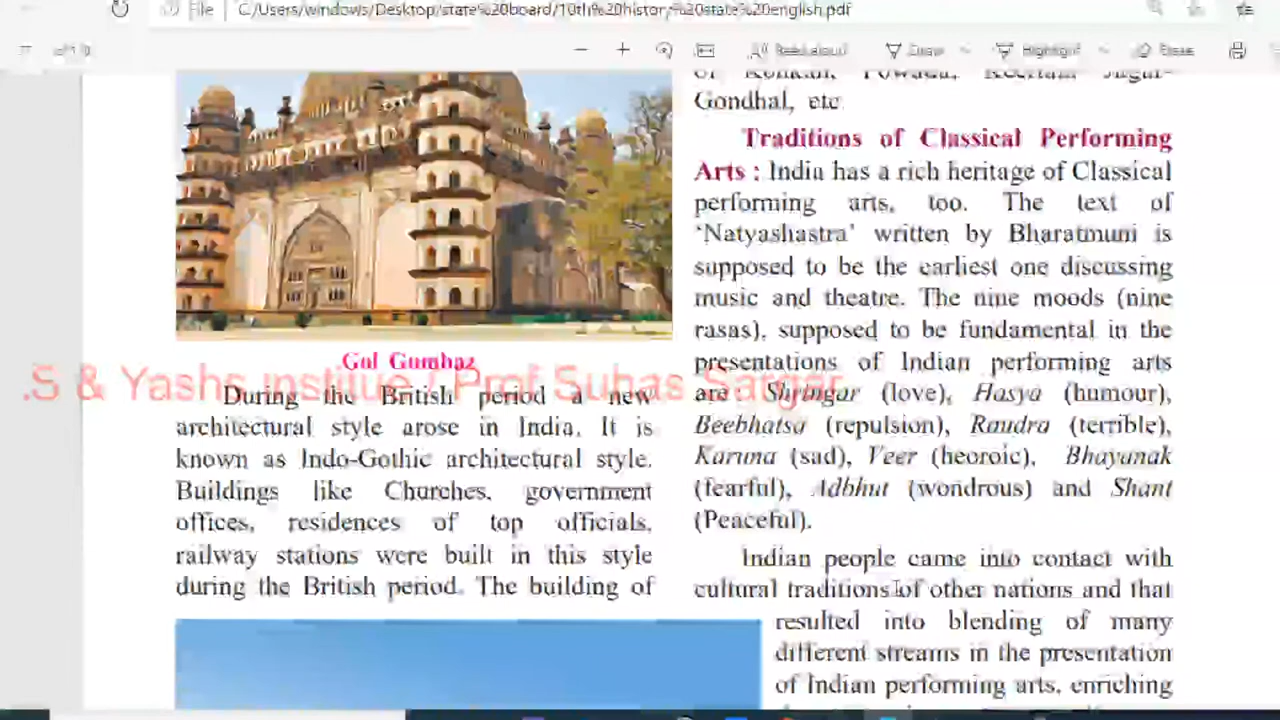 File | C:/Users/windows/Desktop/state%20board/10th%20history%20state%20english.pdf
Read aloud Draw Highlight Erase
Gondhal, etc
Traditions of Classical Performing
Arts : India has a rich heritage of Classical
performing arts, too. The text of
‘Natyashastra’ written by Bharatmuni is
supposed to be the earliest one discussing
music and theatre. The nine moods (nine
rasas), supposed to be fundamental in the
presentations of Indian performing arts
are : Shringar (love), Hasya (humour),
Beebhatsa (repulsion), Raudra (terrible),
Karuna (sad), Veer (heoroic), Bhayanak
(fearful), Adbhut (wondrous) and Shant
(Peaceful).
Indian people came into contact with
cultural traditions of other nations and that
resulted into blending of many
different streams in the presentation
of Indian performing arts, enriching
Gol Gumbaz
.S & Yashs institue , Prof Suhas Sargar
During the British period a new
architectural style arose in India. It is
known as Indo-Gothic architectural style.
Buildings like Churches, government
offices, residences of top officials,
railway stations were built in this style
during the British period. The building of